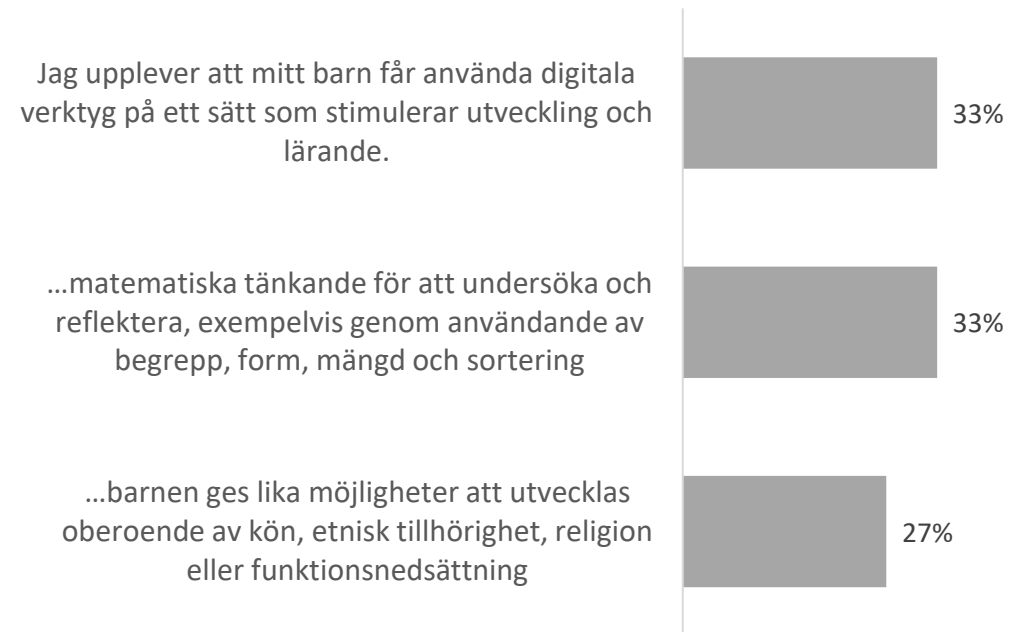 Jag upplever att mitt barn får använda digitala
verktyg på ett sätt som stimulerar utveckling och
lärande.
33%
…matematiska tänkande för att undersöka och
reflektera, exempelvis genom användande av
begrepp, form, mängd och sortering
33%
…barnen ges lika möjligheter att utvecklas
oberoende av kön, etnisk tillhörighet, religion
eller funktionsnedsättning
27%